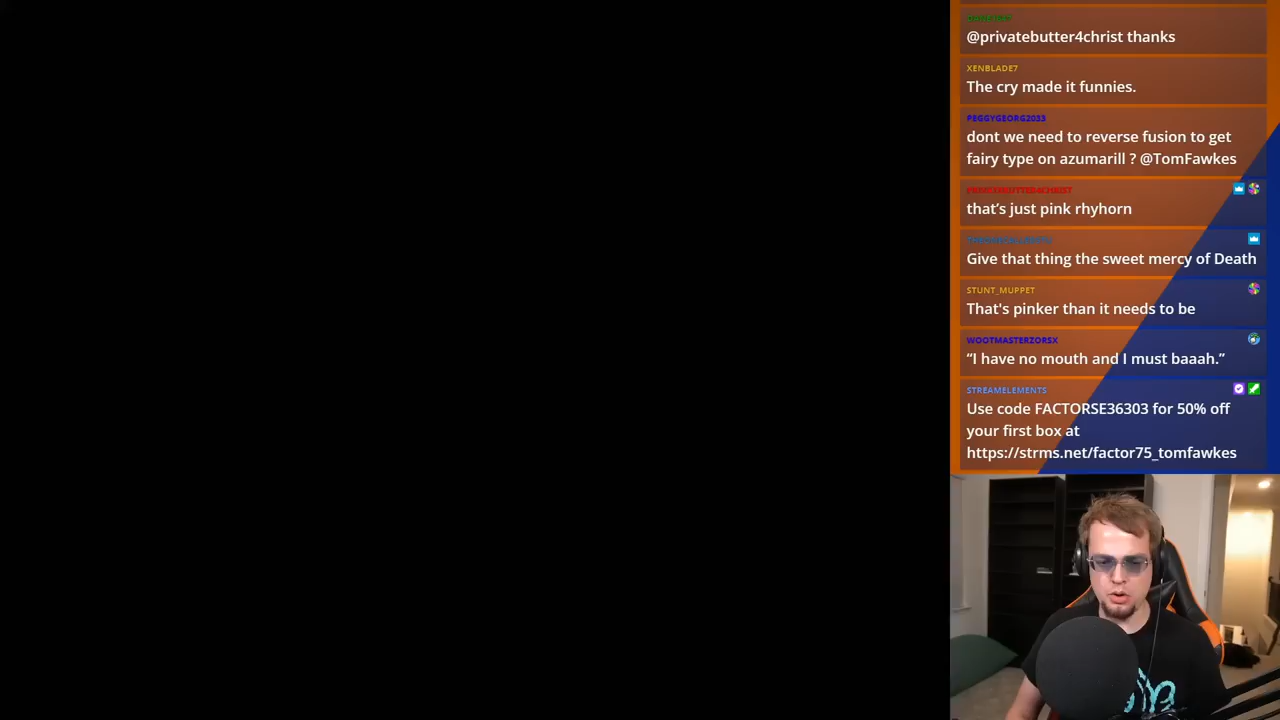 @privatebutter4christ thanks
XENBLADE7
The cry made it funnies.
PEGGYGEORG2033
dont we need to reverse fusion to get
fairy type on azumarill ? @TomFawkes
PRIVATEBUTTER4CHRIST
that's just pink rhyhorn
Give that thing the sweet mercy of Death
STUNT_MUPPET
That's pinker than it needs to be
WOOTMASTERZORSX
“I have no mouth and I must baaah.”
STREAMELEMENTS
Use code FACTORSE36303 for 50% off
your first box at
https://strms.net/factor75_tomfawkes